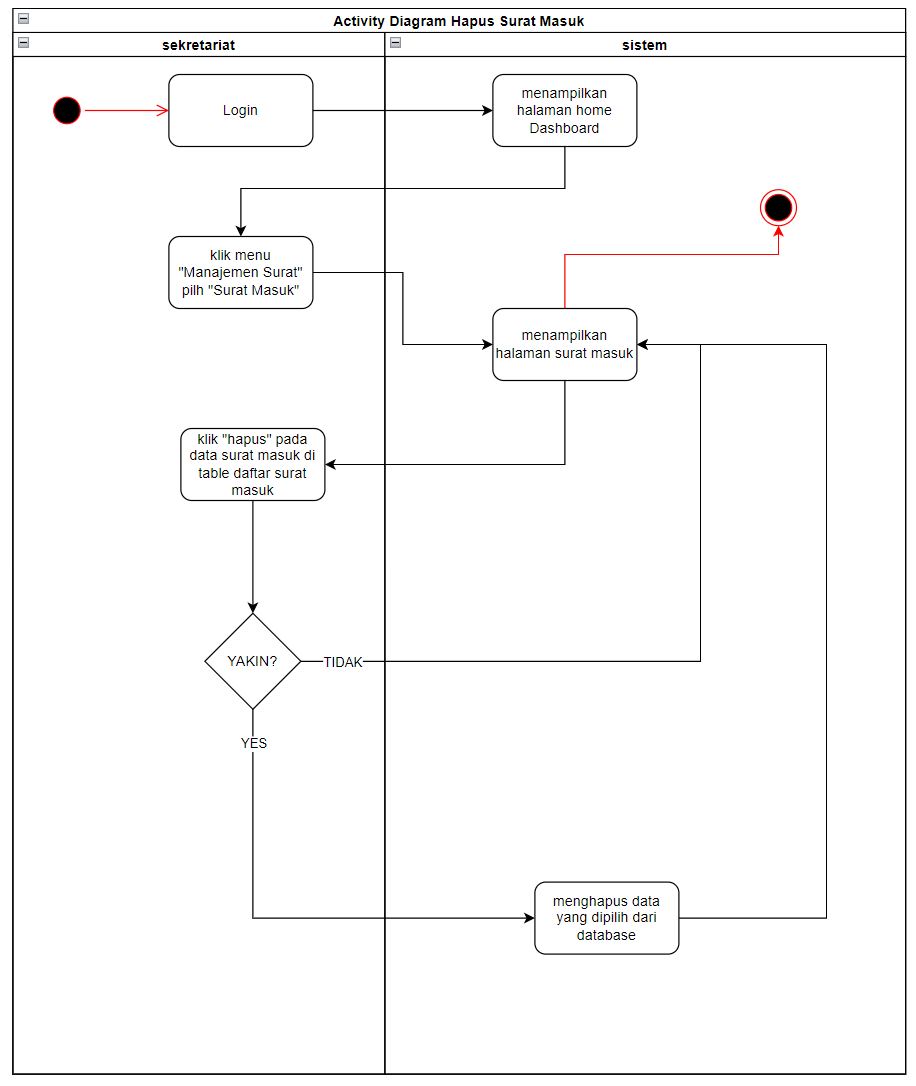 Activity Diagram Hapus Surat Masuk
sekretariat
sistem
Login
menampilkan
halaman home
Dashboard
klik menu
"Manajemen Surat"
pilh "Surat Masuk"
menampilkan
halaman surat masuk
klik "hapus" pada
data surat masuk di
table daftar surat
masuk
YAKIN?
TIDAK
YES
menghapus data
yang dipilih dari
database